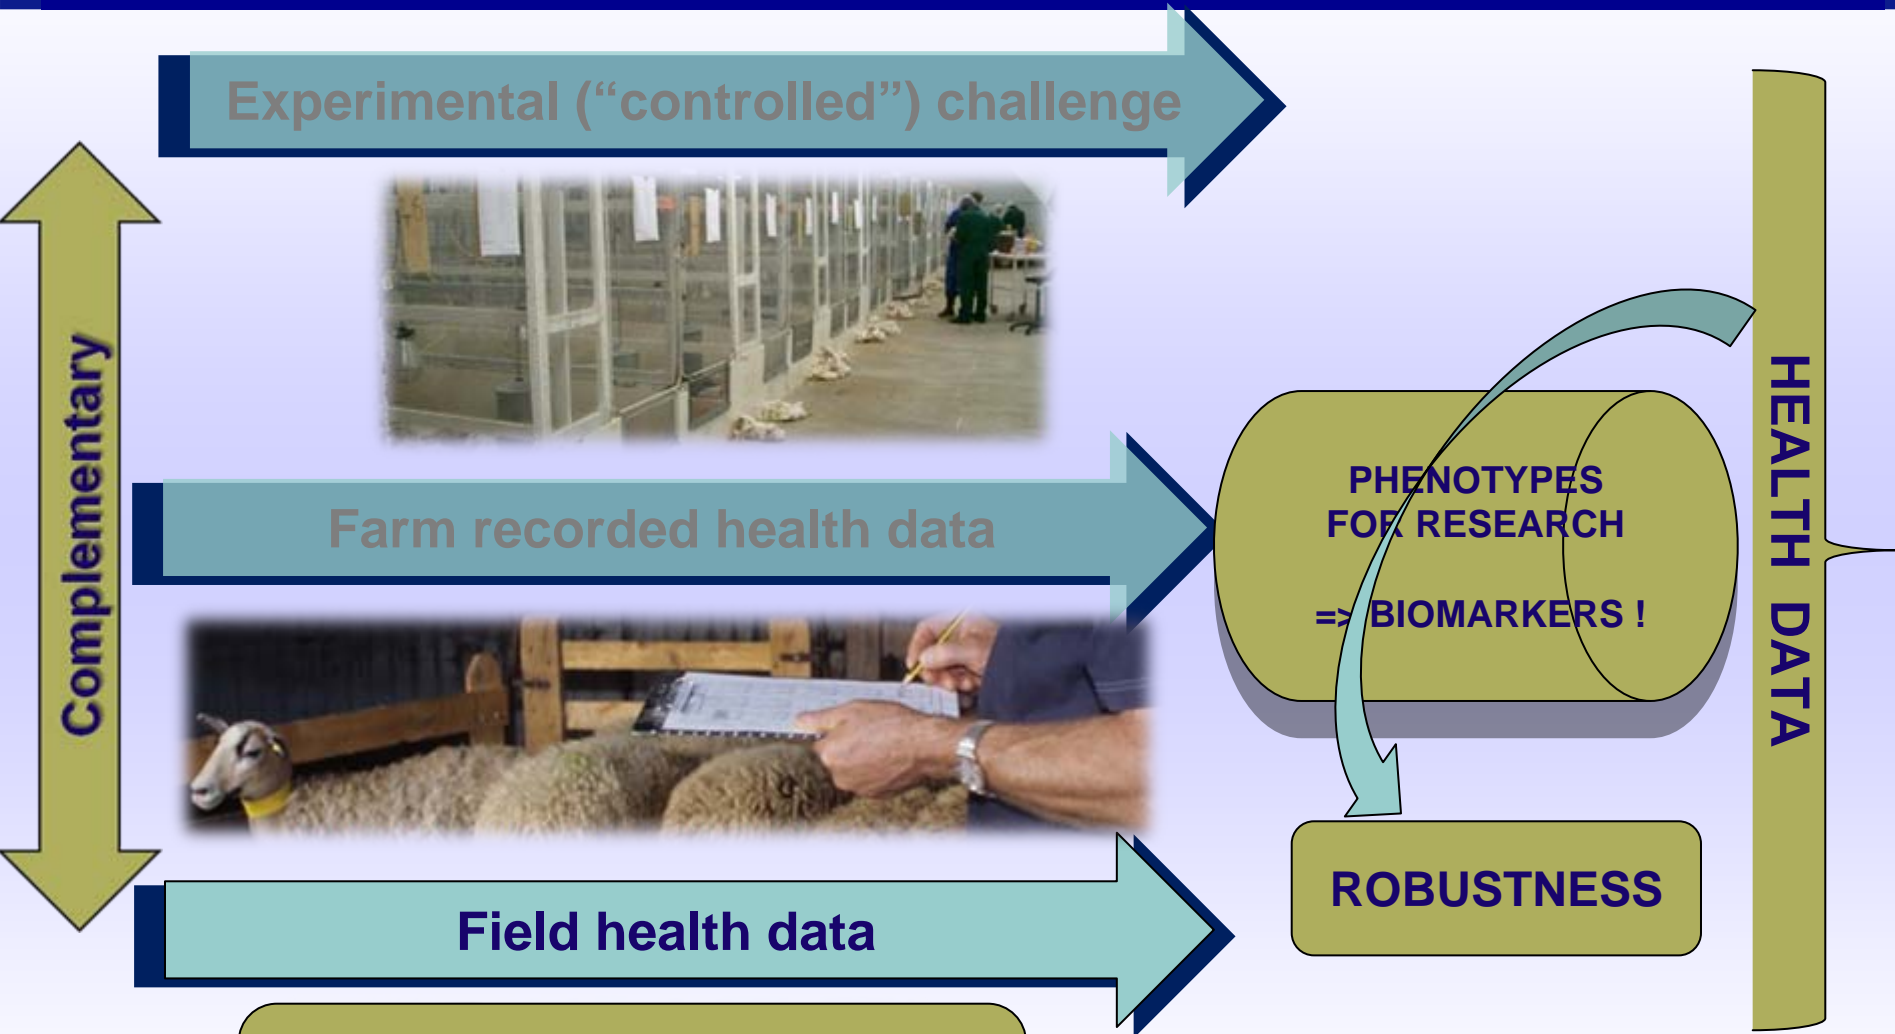 Experimental (“controlled”) challenge
Complementary
Farm recorded health data
PHENOTYPES
FOR RESEARCH
=> BIOMARKERS !
HEALTH DATA
ROBUSTNESS
Field health data